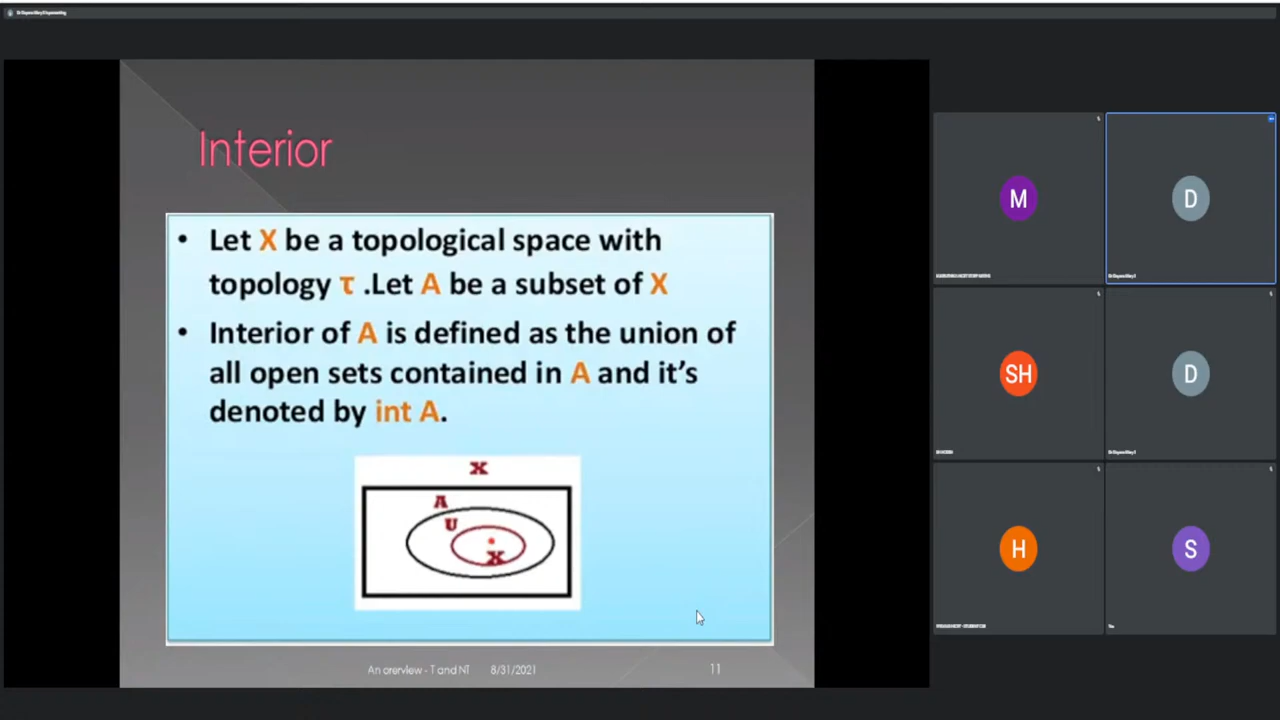 Interior
• Let X be a topological space with
topology τ .Let A be a subset of X
• Interior of A is defined as the union of
all open sets contained in A and it's
denoted by int A.
X
A
U
X
An orerview - T and NT 8/31/2021 11
M
D
SH
D
H
S